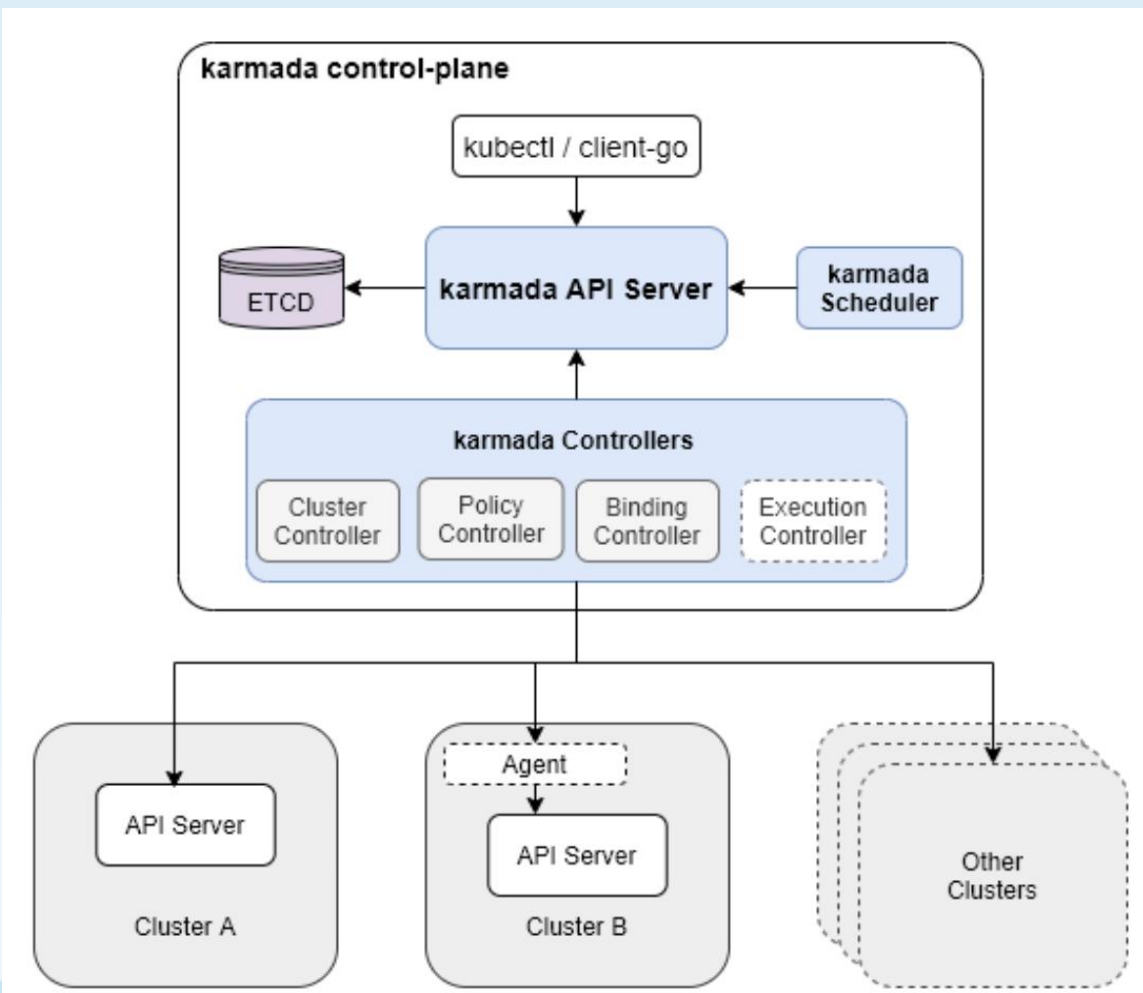 karmada control-plane
kubectl / client-go
karmada API Server
ETCD
karmada
Scheduler
karmada Controllers
Cluster
Controller
Policy
Controller
Binding
Controller
Execution
Controller
API Server
Cluster A
Agent
API Server
Cluster B
Other
Clusters